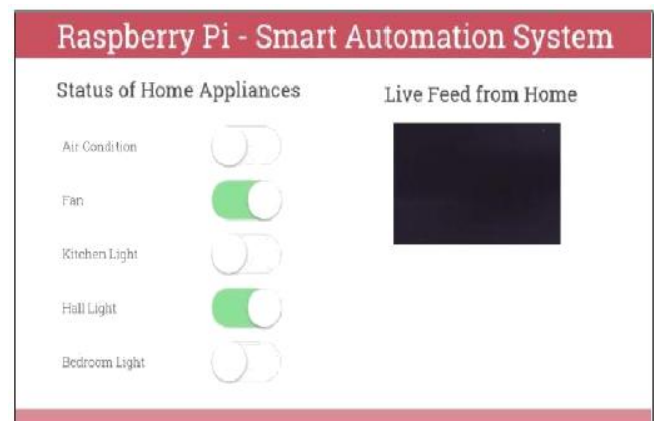 Raspberry Pi - Smart Automation System
Status of Home Appliances
Air Condition
Fan
Kitchen Light
Hall Light
Bedroom Light
Live Feed from Home